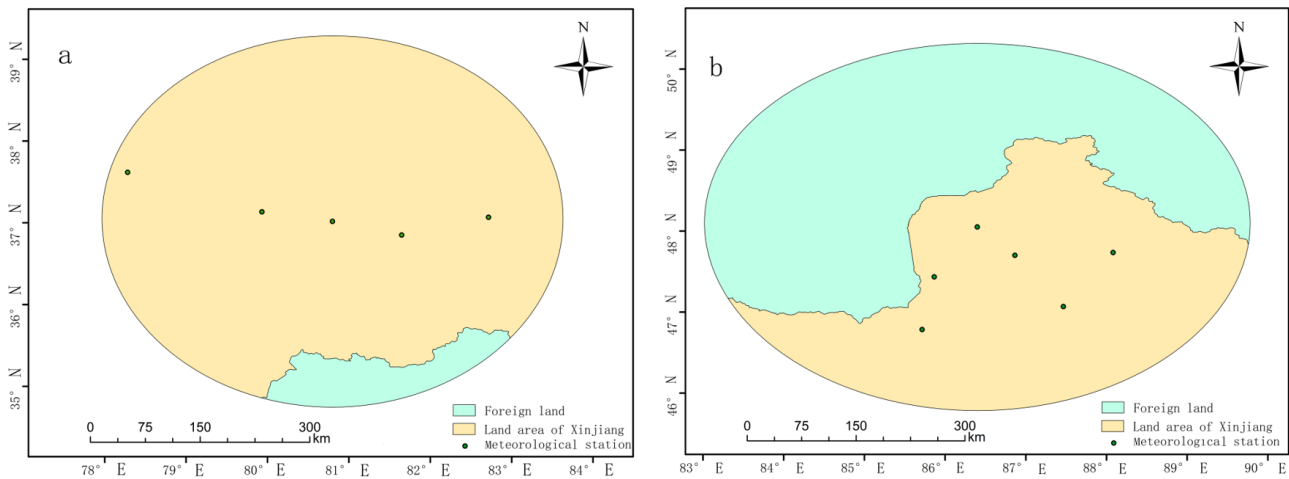 a
N
39° N
38° N
37° N
36° N
35° N
Foreign land
Land area of Xinjiang
Meteorological station
0 75 150 300
km
78° E 79° E 80° E 81° E 82° E 83° E 84° E
b
N
50° N
49° N
48° N
47° N
46° N
Foreign land
Land area of Xinjiang
Meteorological station
0 75 150 300
km
83° E 84° E 85° E 86° E 87° E 88° E 89° E 90° E